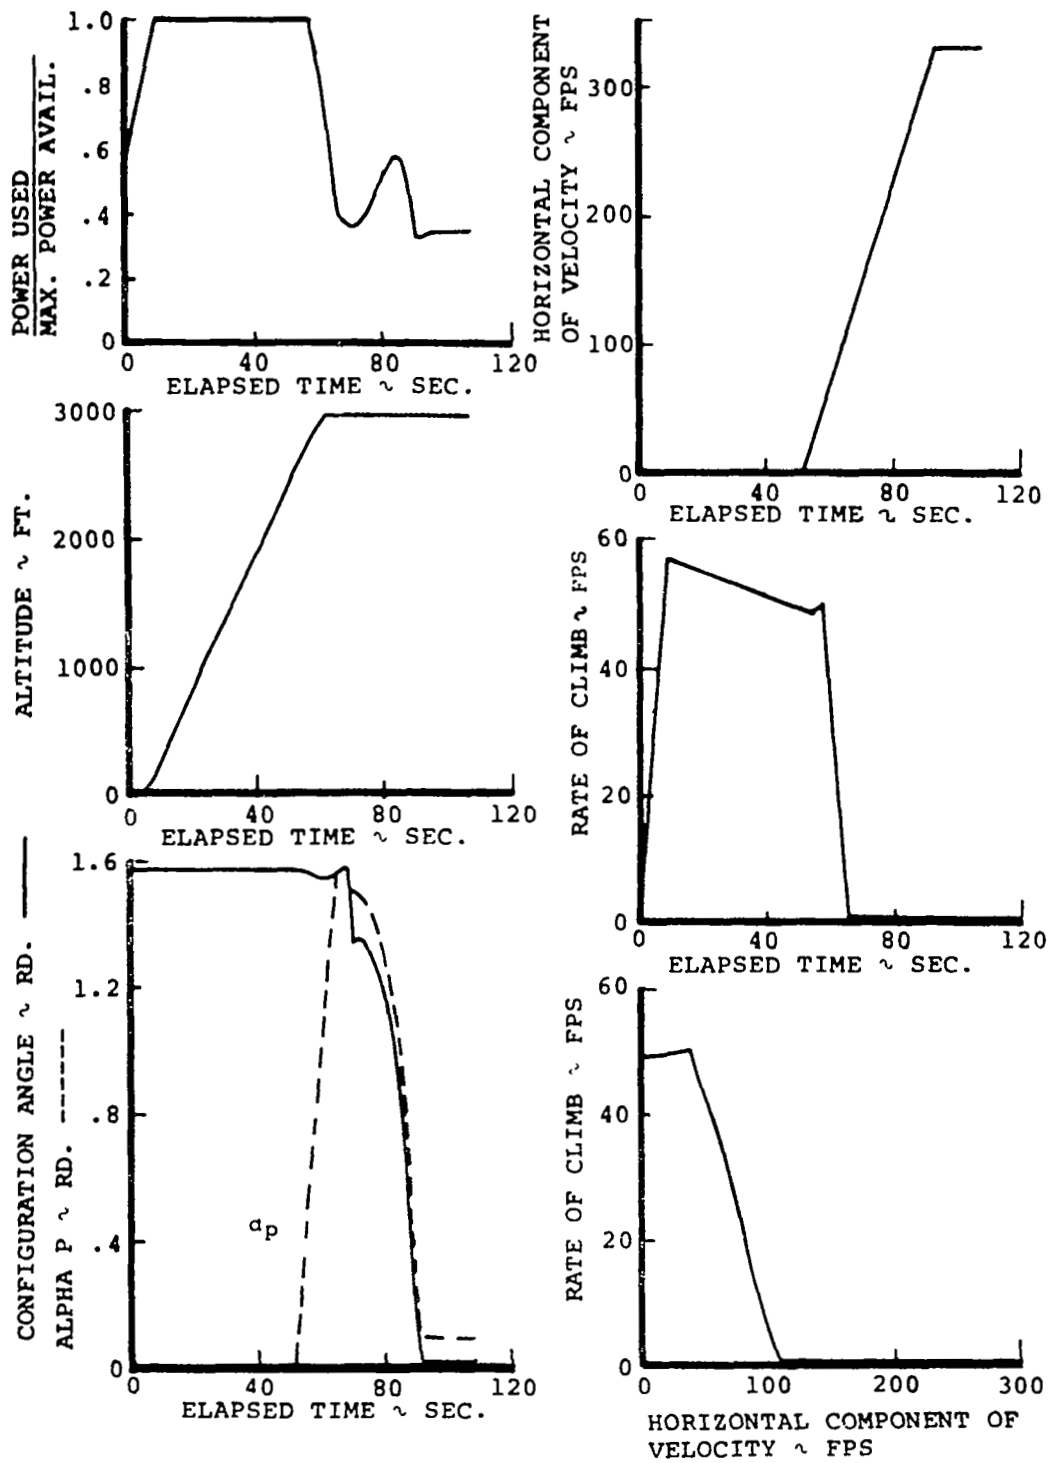 POWER USED
MAX. POWER AVAIL.
1.0
.8
.6
.4
.2
0
0 40 80 120
ELAPSED TIME ~ SEC.
HORIZONTAL COMPONENT
OF VELOCITY ~ FPS
300
200
100
0
0 40 80 120
ELAPSED TIME ~ SEC.
ALTITUDE ~ FT.
3000
2000
1000
0
0 40 80 120
ELAPSED TIME ~ SEC.
RATE OF CLIMB ~ FPS
60
40
20
0
0 40 80 120
ELAPSED TIME ~ SEC.
CONFIGURATION ANGLE ~ RD.
ALPHA P ~ RD. ------
1.6
1.2
.8
.4
0
αp
0 40 80 120
ELAPSED TIME ~ SEC.
RATE OF CLIMB ~ FPS
60
40
20
0
0 100 200 300
HORIZONTAL COMPONENT OF
VELOCITY ~ FPS